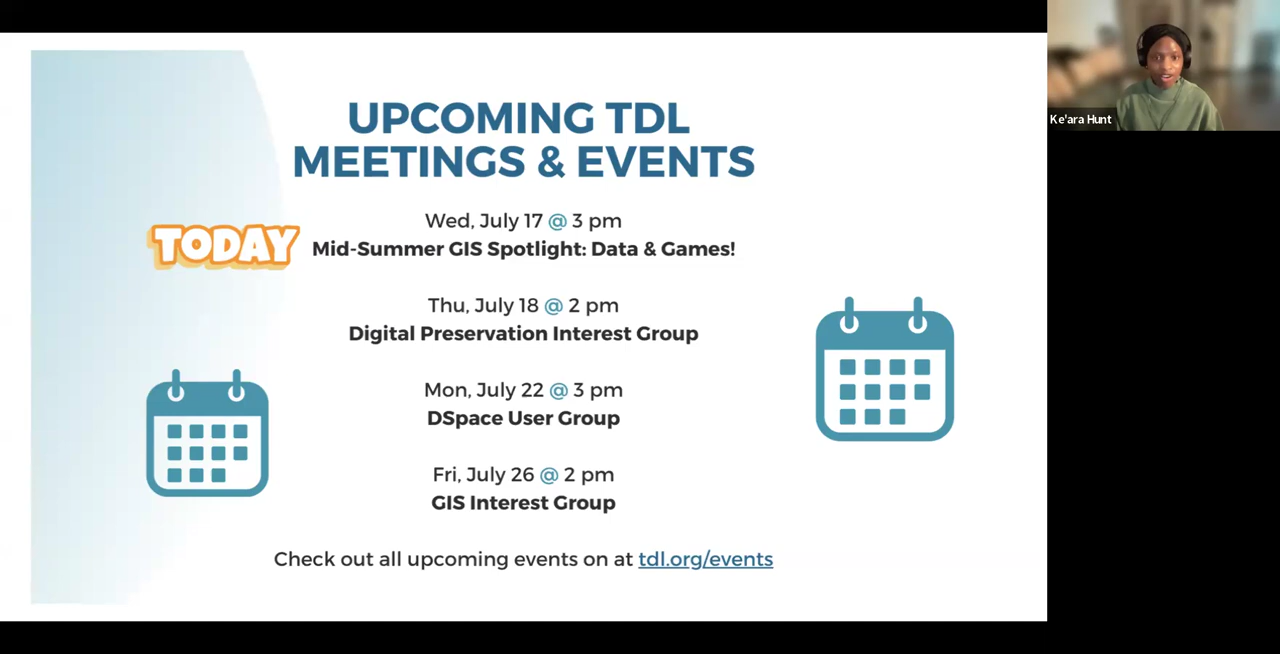 UPCOMING TDL
MEETINGS & EVENTS
Wed, July 17 @ 3 pm
TODAY
Mid-Summer GIS Spotlight: Data & Games!
Thu, July 18 @ 2 pm
Digital Preservation Interest Group
Mon, July 22 @ 3 pm
DSpace User Group
Fri, July 26 @ 2 pm
GIS Interest Group
Check out all upcoming events on at tdl.org/events
Ke'ara Hunt